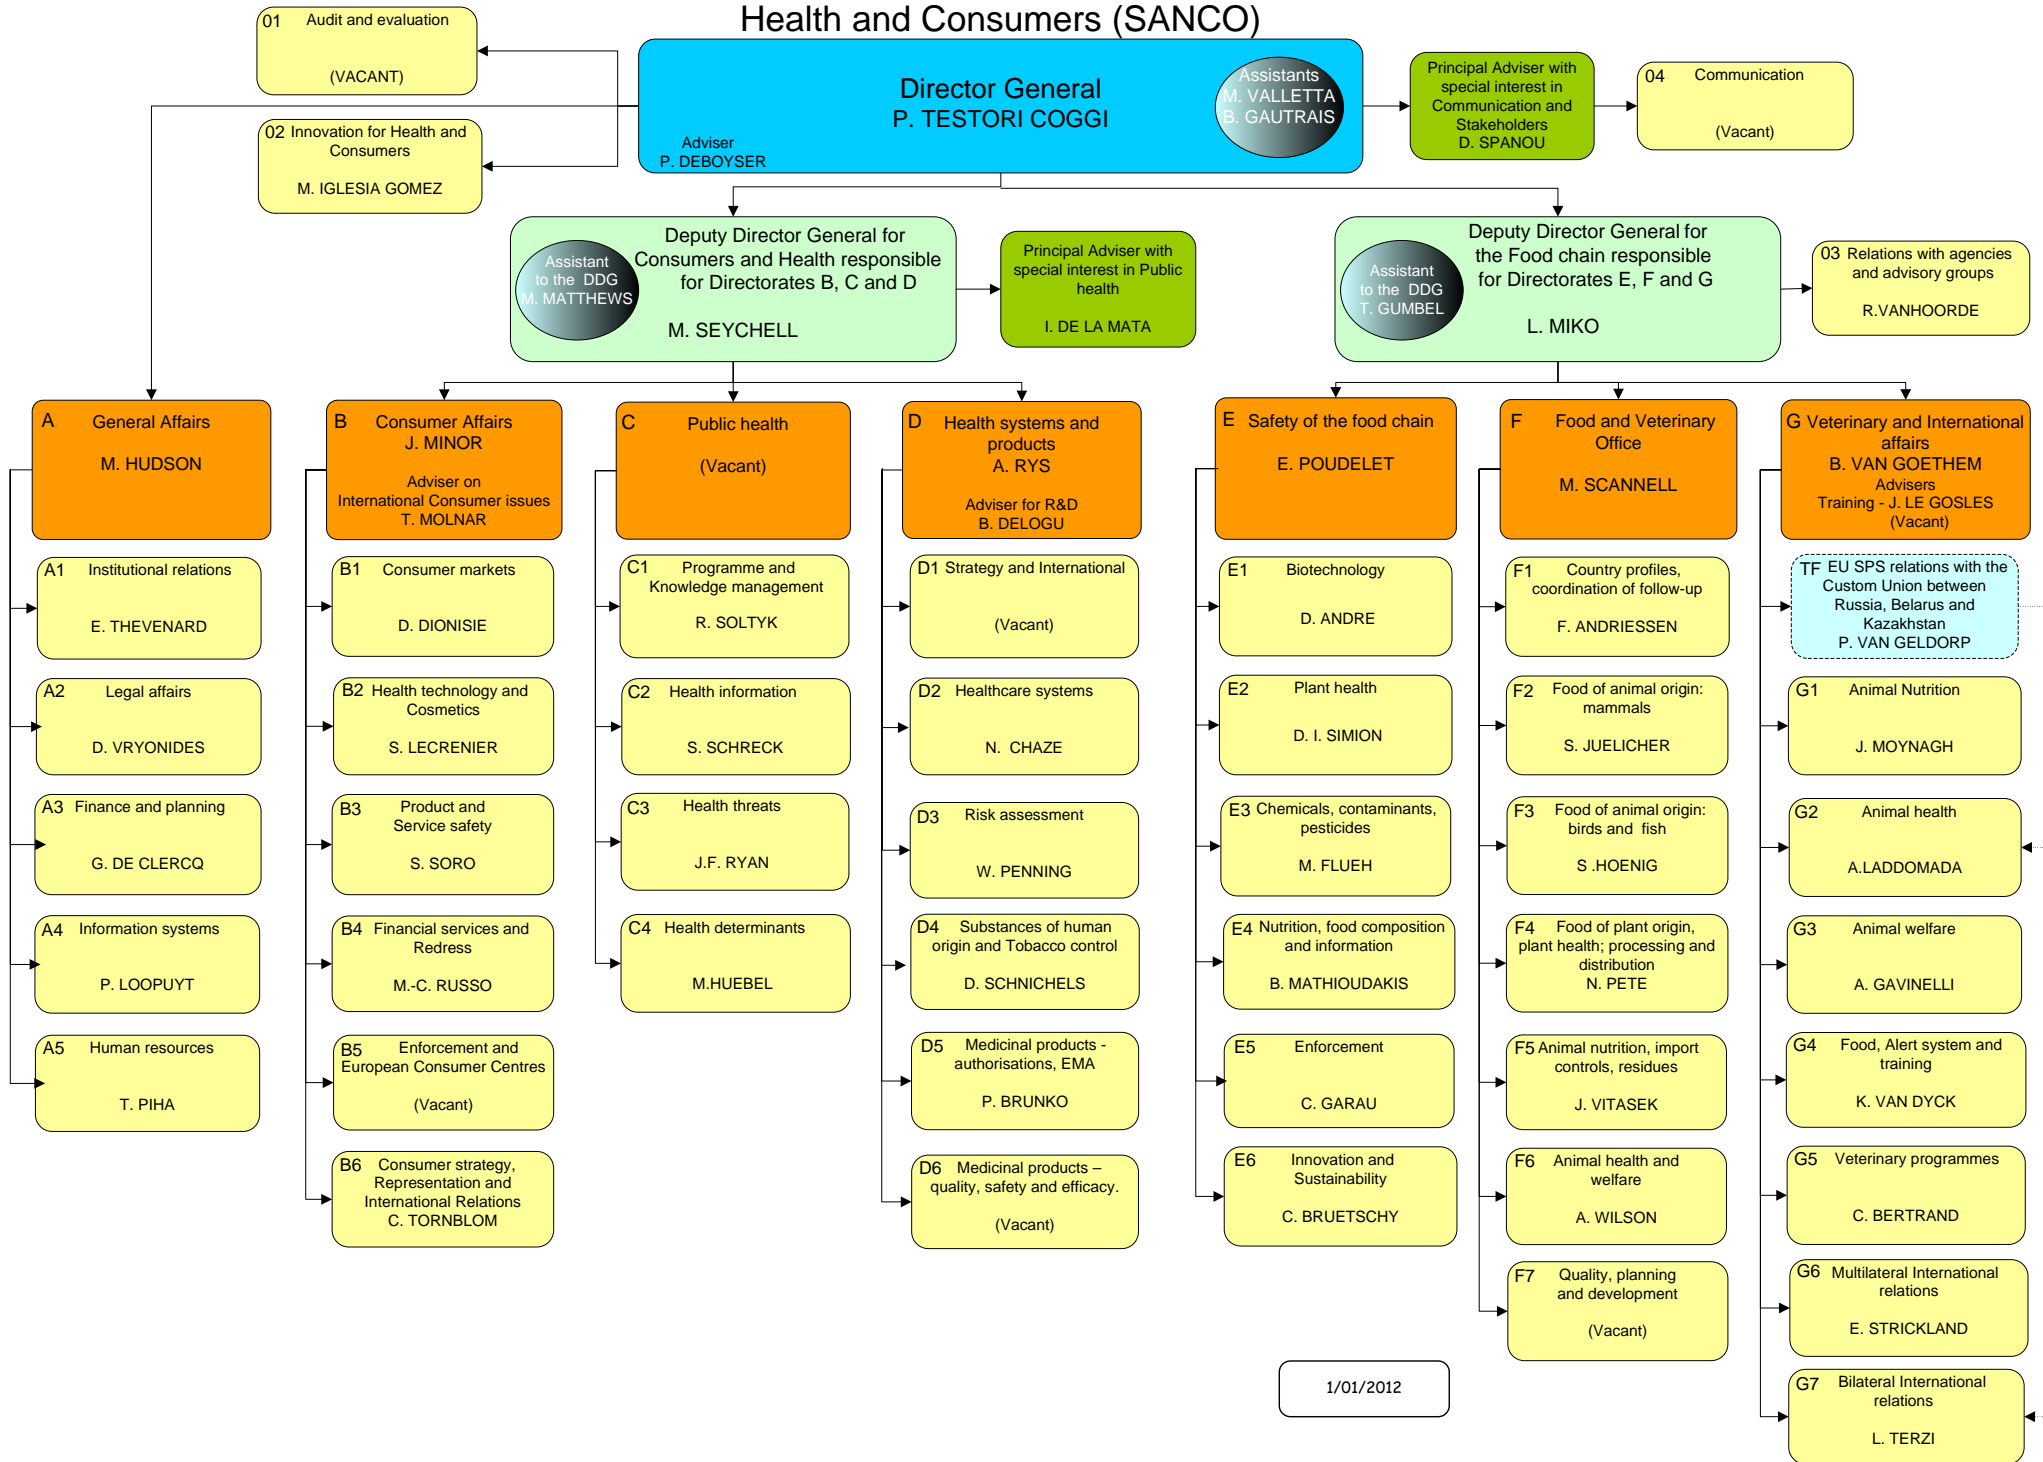 Health and Consumers (SANCO)
01 Audit and evaluation
(VACANT)
02 Innovation for Health and
Consumers
M. IGLESIA GOMEZ
Director General
P. TESTORI COGGI
Adviser
P. DEBOYSER
Assistants
M. VALLETTA
B. GAUTRAIS
Principal Adviser with
special interest in
Communication and
Stakeholders
D. SPANOU
04 Communication
(Vacant)
Assistant
to the DDG
M. MATTHEWS
Deputy Director General for
Consumers and Health responsible
for Directorates B, C and D
M. SEYCHELL
Principal Adviser with
special interest in Public
health
I. DE LA MATA
Assistant
to the DDG
T. GUMBEL
Deputy Director General for
the Food chain responsible
for Directorates E, F and G
L. MIKO
03 Relations with agencies
and advisory groups
R.VANHOORDE
A General Affairs
M. HUDSON
A1 Institutional relations
E. THEVENARD
A2 Legal affairs
D. VRYONIDES
A3 Finance and planning
G. DE CLERCQ
A4 Information systems
P. LOOPUYT
A5 Human resources
T. PIHA
B Consumer Affairs
J. MINOR
Adviser on
International Consumer issues
T. MOLNAR
B1 Consumer markets
D. DIONISIE
B2 Health technology and
Cosmetics
S. LECRENIER
B3 Product and
Service safety
S. SORO
B4 Financial services and
Redress
M.-C. RUSSO
B5 Enforcement and
European Consumer Centres
(Vacant)
B6 Consumer strategy,
Representation and
International Relations
C. TORNBLOM
C Public health
(Vacant)
C1 Programme and
Knowledge management
R. SOLTYK
C2 Health information
S. SCHRECK
C3 Health threats
J.F. RYAN
C4 Health determinants
M.HUEBEL
D Health systems and
products
A. RYS
Adviser for R&D
B. DELOGU
D1 Strategy and International
(Vacant)
D2 Healthcare systems
N. CHAZE
D3 Risk assessment
W. PENNING
D4 Substances of human
origin and Tobacco control
D. SCHNICHELS
D5 Medicinal products -
authorisations, EMA
P. BRUNKO
D6 Medicinal products –
quality, safety and efficacy.
(Vacant)
E Safety of the food chain
E. POUDELET
E1 Biotechnology
D. ANDRE
E2 Plant health
D. I. SIMION
E3 Chemicals, contaminants,
pesticides
M. FLUEH
E4 Nutrition, food composition
and information
B. MATHIOUDAKIS
E5 Enforcement
C. GARAU
E6 Innovation and
Sustainability
C. BRUETSCHY
F Food and Veterinary
Office
M. SCANNELL
F1 Country profiles,
coordination of follow-up
F. ANDRIESSEN
F2 Food of animal origin:
mammals
S. JUELICHER
F3 Food of animal origin:
birds and fish
S .HOENIG
F4 Food of plant origin,
plant health; processing and
distribution
N. PETE
F5 Animal nutrition, import
controls, residues
J. VITASEK
F6 Animal health and
welfare
A. WILSON
F7 Quality, planning
and development
(Vacant)
G Veterinary and International
affairs
B. VAN GOETHEM
Advisers
Training - J. LE GOSLES
(Vacant)
TF EU SPS relations with the
Custom Union between
Russia, Belarus and
Kazakhstan
P. VAN GELDORP
G1 Animal Nutrition
J. MOYNAGH
G2 Animal health
A.LADDOMADA
G3 Animal welfare
A. GAVINELLI
G4 Food, Alert system and
training
K. VAN DYCK
G5 Veterinary programmes
C. BERTRAND
G6 Multilateral International
relations
E. STRICKLAND
G7 Bilateral International
relations
L. TERZI
1/01/2012